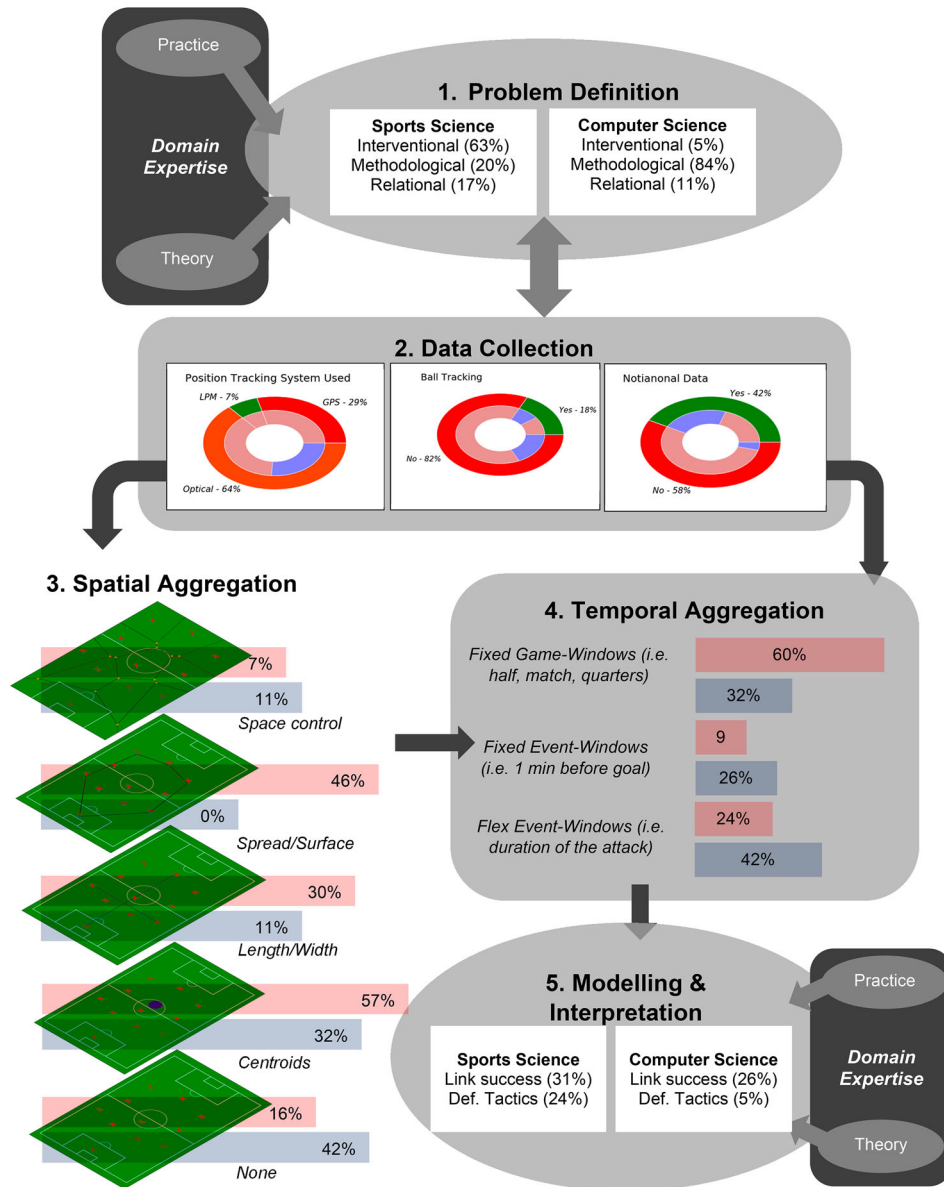 Practice
Domain
Expertise
Theory
1. Problem Definition
Sports Science
Interventional (63%)
Methodological (20%)
Relational (17%)
Computer Science
Interventional (5%)
Methodological (84%)
Relational (11%)
2. Data Collection
Position Tracking System Used
LPM - 7%
GPS - 29%
Optical - 64%
Ball Tracking
Yes - 18%
No - 82%
Notianonal Data
Yes - 42%
No - 58%
3. Spatial Aggregation
7%
11%
Space control
46%
0%
Spread/Surface
30%
11%
Length/Width
57%
32%
Centroids
16%
42%
None
4. Temporal Aggregation
Fixed Game-Windows (i.e.
half, match, quarters)
60%
32%
Fixed Event-Windows
(i.e. 1 min before goal)
9
26%
Flex Event-Windows (i.e.
duration of the attack)
24%
42%
5. Modelling &
Interpretation
Sports Science
Link success (31%)
Def. Tactics (24%)
Computer Science
Link success (26%)
Def. Tactics (5%)
Practice
Domain
Expertise
Theory